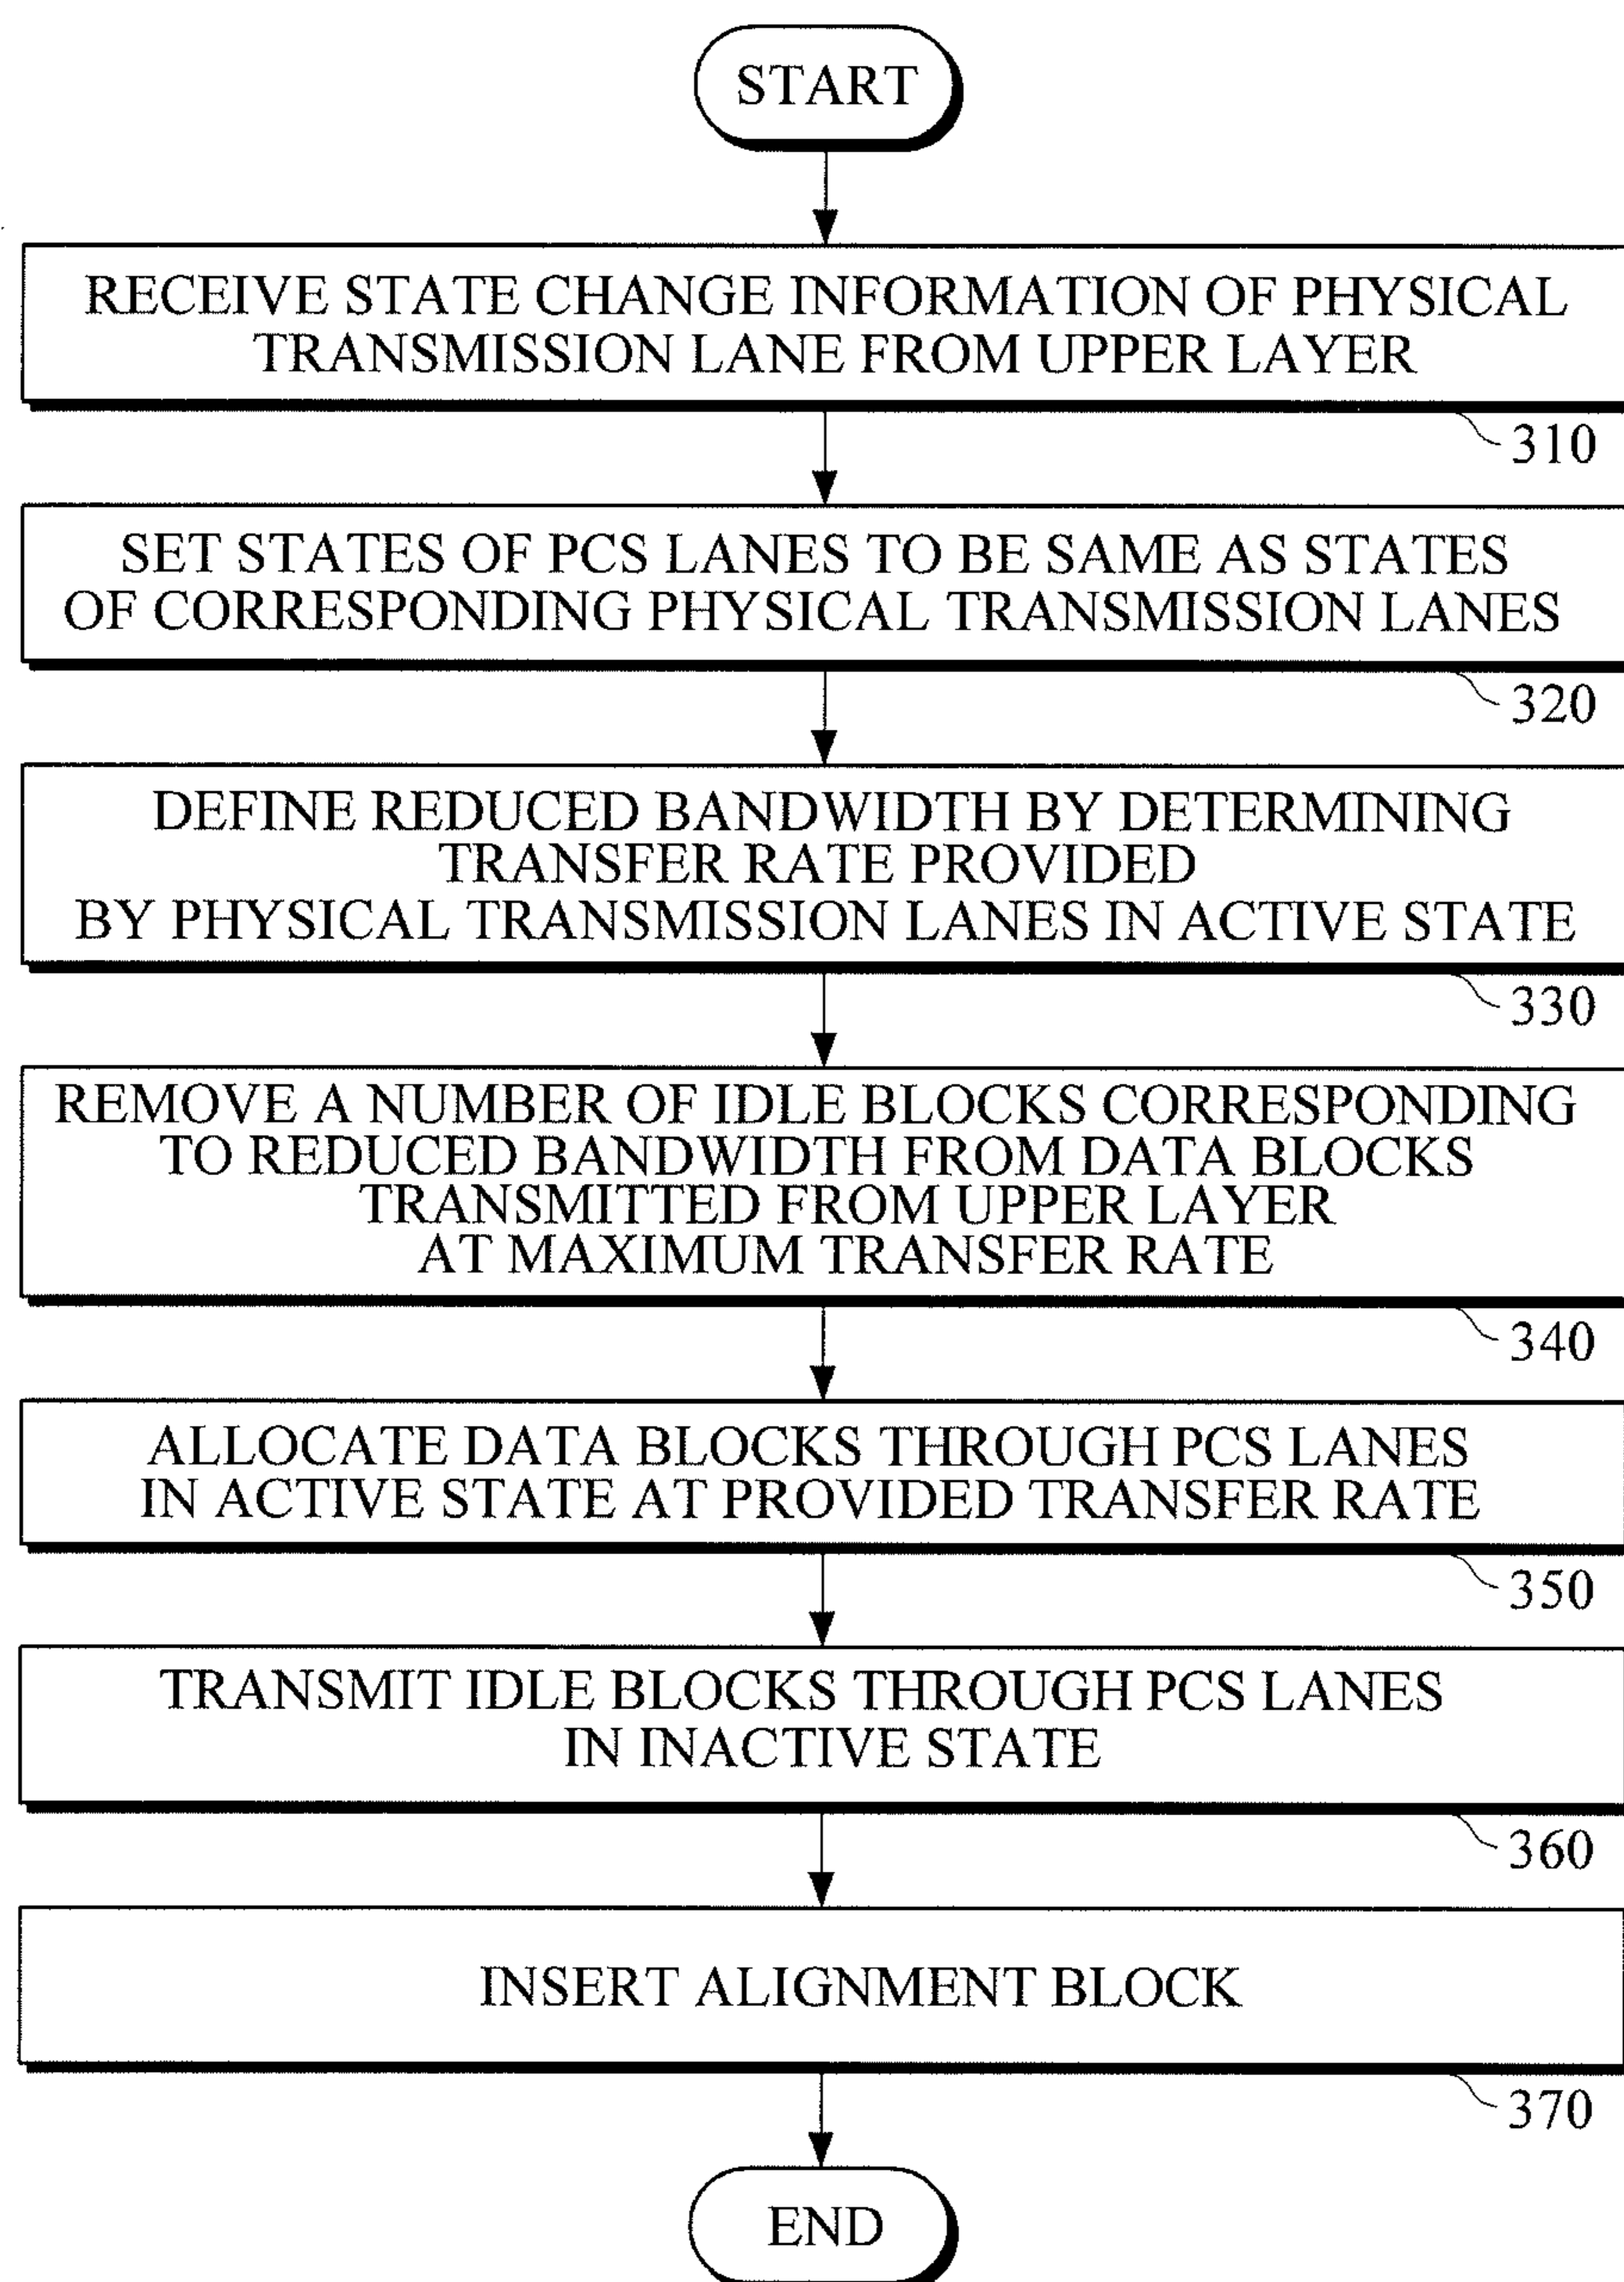 START
RECEIVE STATE CHANGE INFORMATION OF PHYSICAL
TRANSMISSION LANE FROM UPPER LAYER
310
SET STATES OF PCS LANES TO BE SAME AS STATES
OF CORRESPONDING PHYSICAL TRANSMISSION LANES
320
DEFINE REDUCED BANDWIDTH BY DETERMINING
TRANSFER RATE PROVIDED
BY PHYSICAL TRANSMISSION LANES IN ACTIVE STATE
330
REMOVE A NUMBER OF IDLE BLOCKS CORRESPONDING
TO REDUCED BANDWIDTH FROM DATA BLOCKS
TRANSMITTED FROM UPPER LAYER
AT MAXIMUM TRANSFER RATE
340
ALLOCATE DATA BLOCKS THROUGH PCS LANES
IN ACTIVE STATE AT PROVIDED TRANSFER RATE
350
TRANSMIT IDLE BLOCKS THROUGH PCS LANES
IN INACTIVE STATE
360
INSERT ALIGNMENT BLOCK
370
END